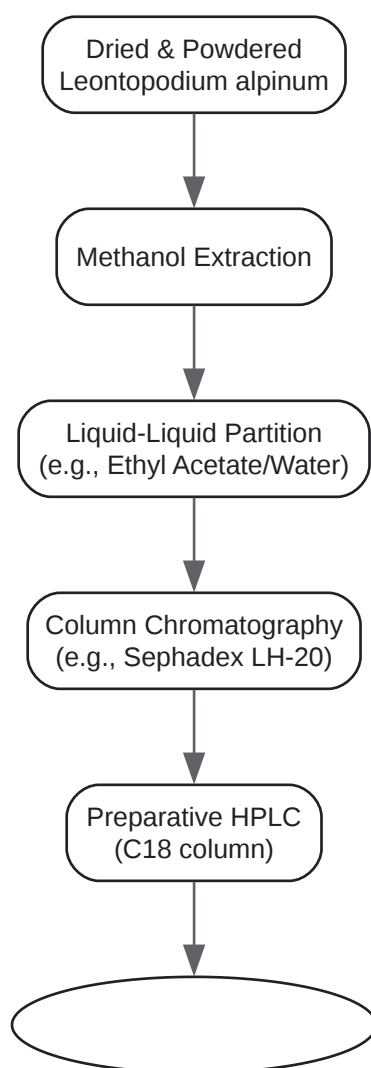 Dried & Powdered
Leontopodium alpinum
Methanol Extraction
Liquid-Liquid Partition
(e.g., Ethyl Acetate/Water)
Column Chromatography
(e.g., Sephadex LH-20)
Preparative HPLC
(C18 column)